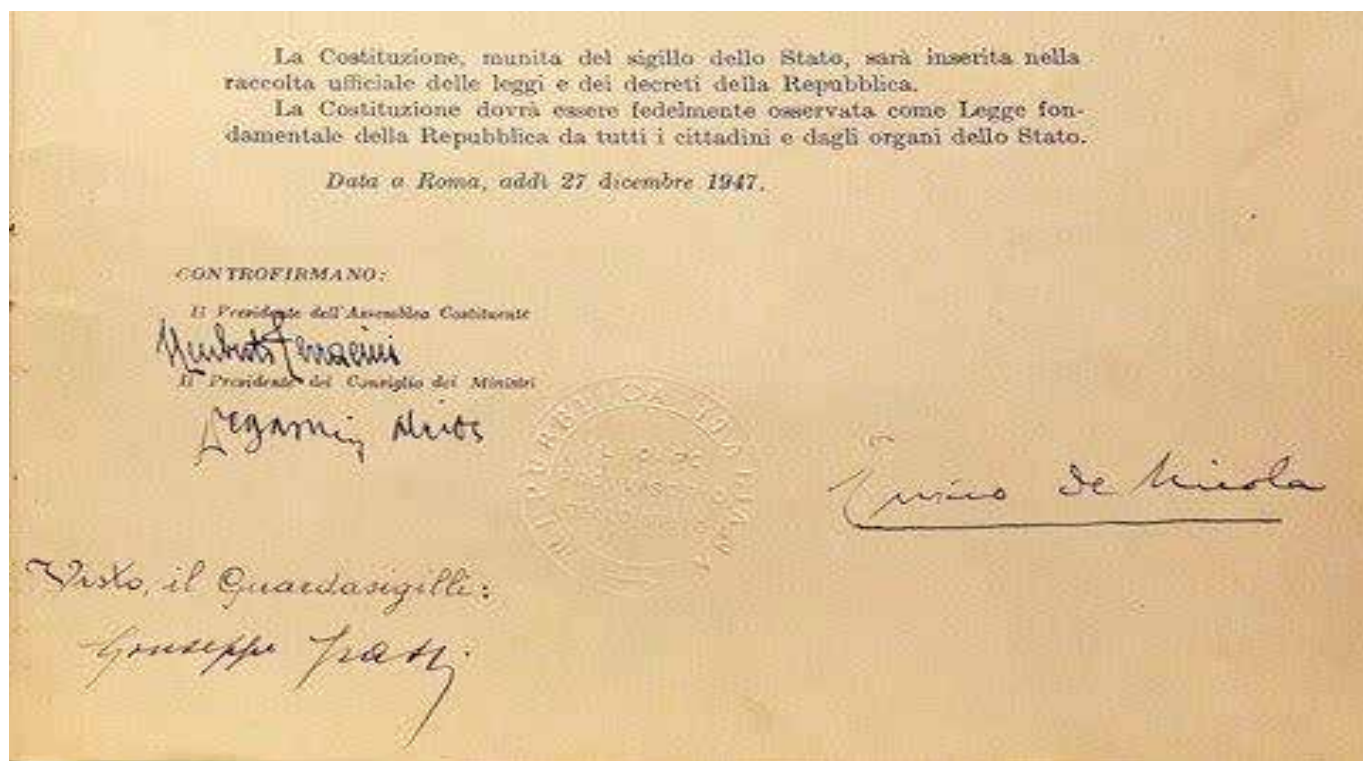 La Costituzione, munita del sigillo dello Stato, sarà inserita nella
raccolta ufficiale delle leggi e dei decreti della Repubblica.
La Costituzione dovrà essere fedelmente osservata come Legge fon-
damentale della Repubblica da tutti i cittadini e dagli organi dello Stato.
Data a Roma, addì 27 dicembre 1947.
CONTROFIRMANO:
Il Presidente dell'Assemblea Costituente
Umberto Terracini
Il Presidente del Consiglio dei Ministri
Degasperi
Enrico de Nicola
REPUBBLICA ITALIANA
Visto, il Guardasigilli:
Giuseppe Grassi